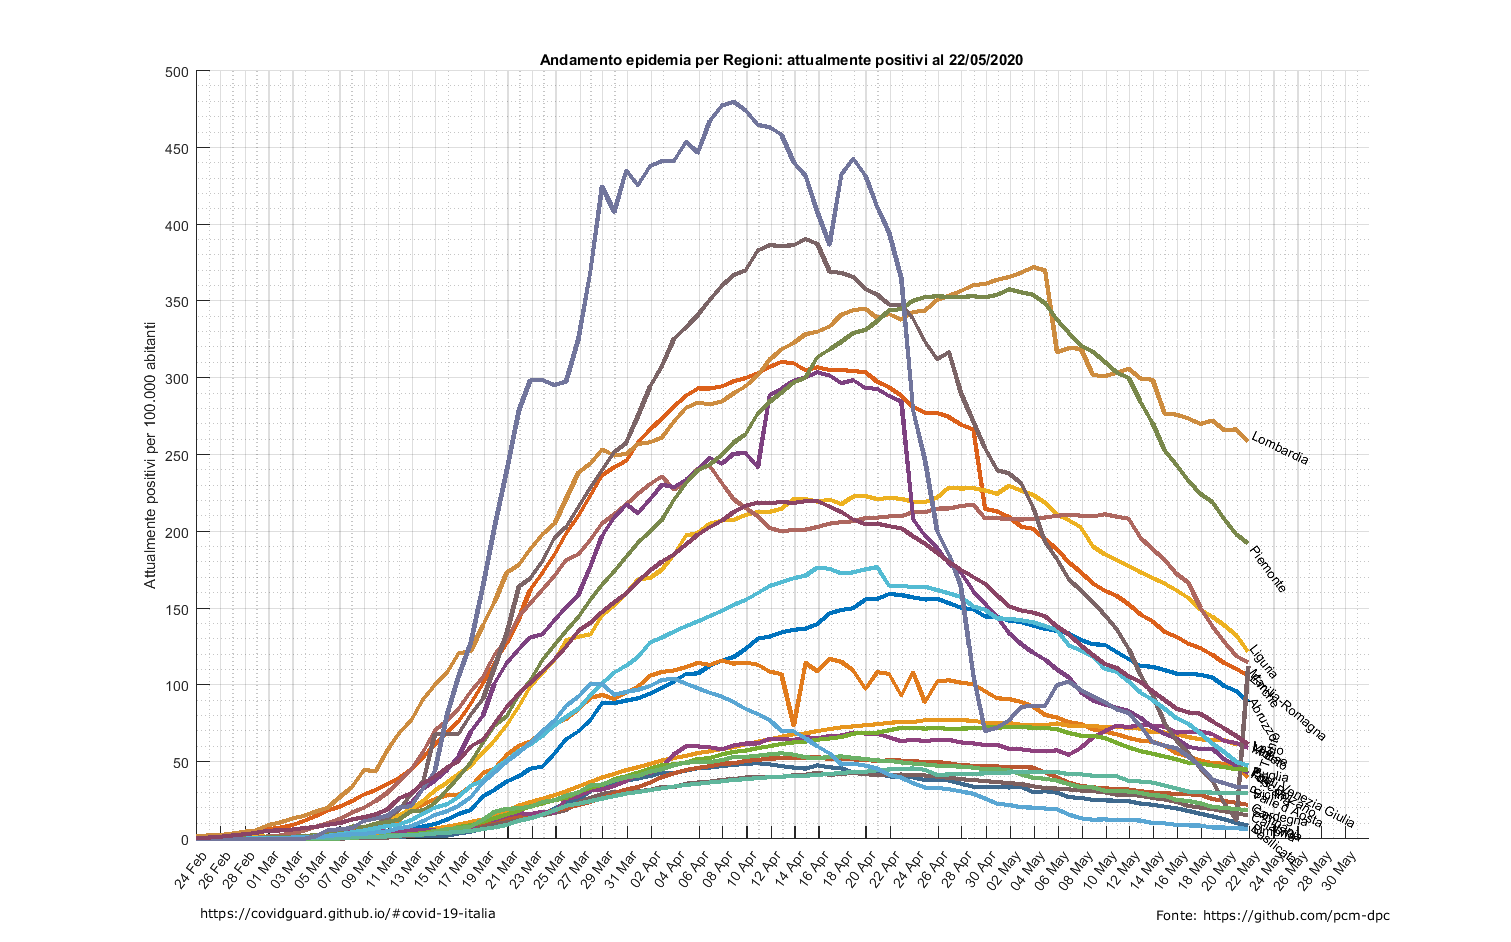 Andamento epidemia per Regioni: attualmente positivi al 22/05/2020
Attualmente positivi per 100.000 abitanti
500
450
400
350
300
250
200
150
100
50
0
24 Feb
26 Feb
28 Feb
01 Mar
03 Mar
05 Mar
07 Mar
09 Mar
11 Mar
13 Mar
15 Mar
17 Mar
19 Mar
21 Mar
23 Mar
25 Mar
27 Mar
29 Mar
31 Mar
02 Apr
04 Apr
06 Apr
08 Apr
10 Apr
12 Apr
14 Apr
16 Apr
18 Apr
20 Apr
22 Apr
24 Apr
26 Apr
28 Apr
30 Apr
02 May
04 May
06 May
08 May
10 May
12 May
14 May
16 May
18 May
20 May
22 May
24 May
26 May
28 May
30 May
Lombardia
Piemonte
Liguria
Romagna
Puglia
Giulia
https://covidguard.github.io/#covid-19-italia
Fonte: https://github.com/pcm-dpc